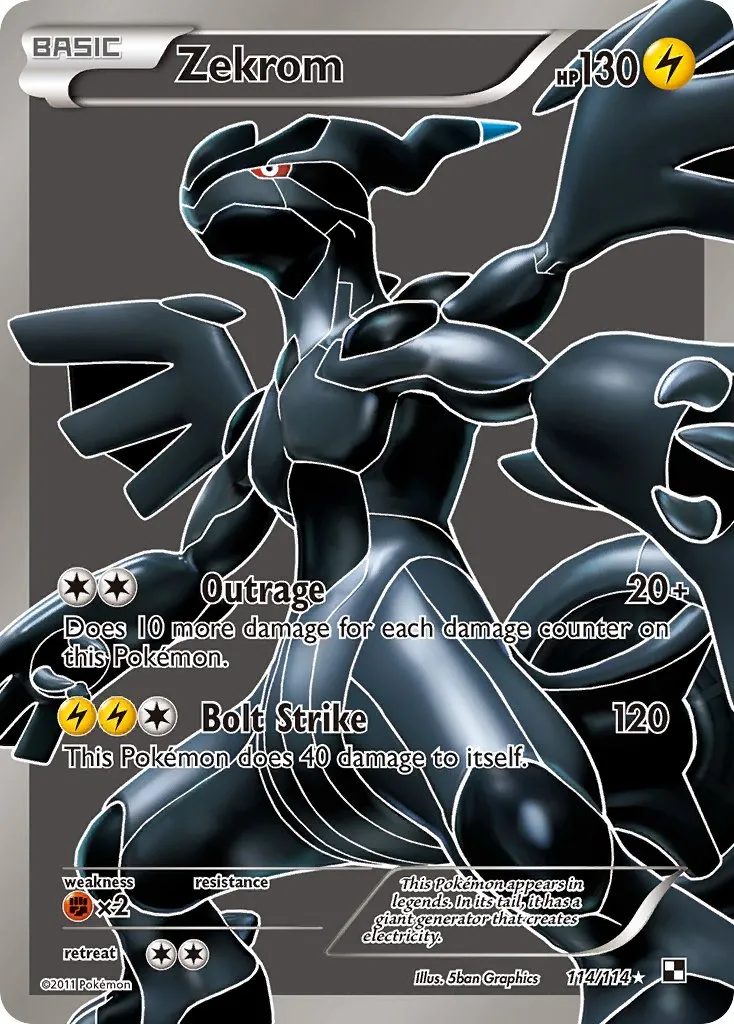 BASIC
Zekrom
HP130
Outrage 20+
Does 10 more damage for each damage counter on
this Pokémon.
Bolt Strike 120
This Pokémon does 40 damage to itself.
weakness resistance
×2
retreat
This Pokémon appears in
legends. In its tail, it has a
giant generator that creates
electricity.
©2011 Pokémon
Illus. 5ban Graphics
114/114★